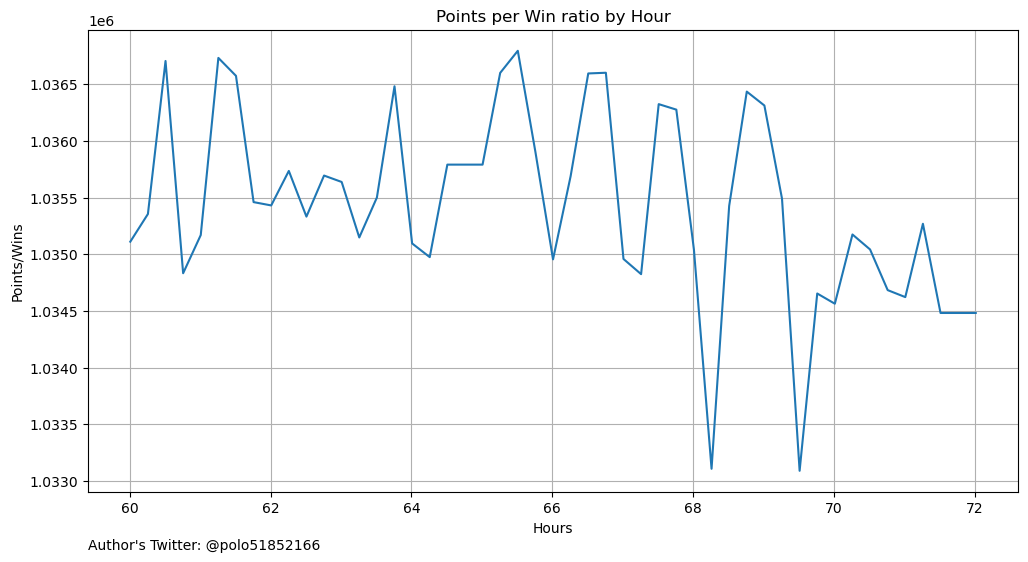 Points per Win ratio by Hour
1e6
1.0365
1.0360
1.0355
1.0350
1.0345
1.0340
1.0335
1.0330
Points/Wins
60 62 64 66 68 70 72
Hours
Author's Twitter: @polo51852166